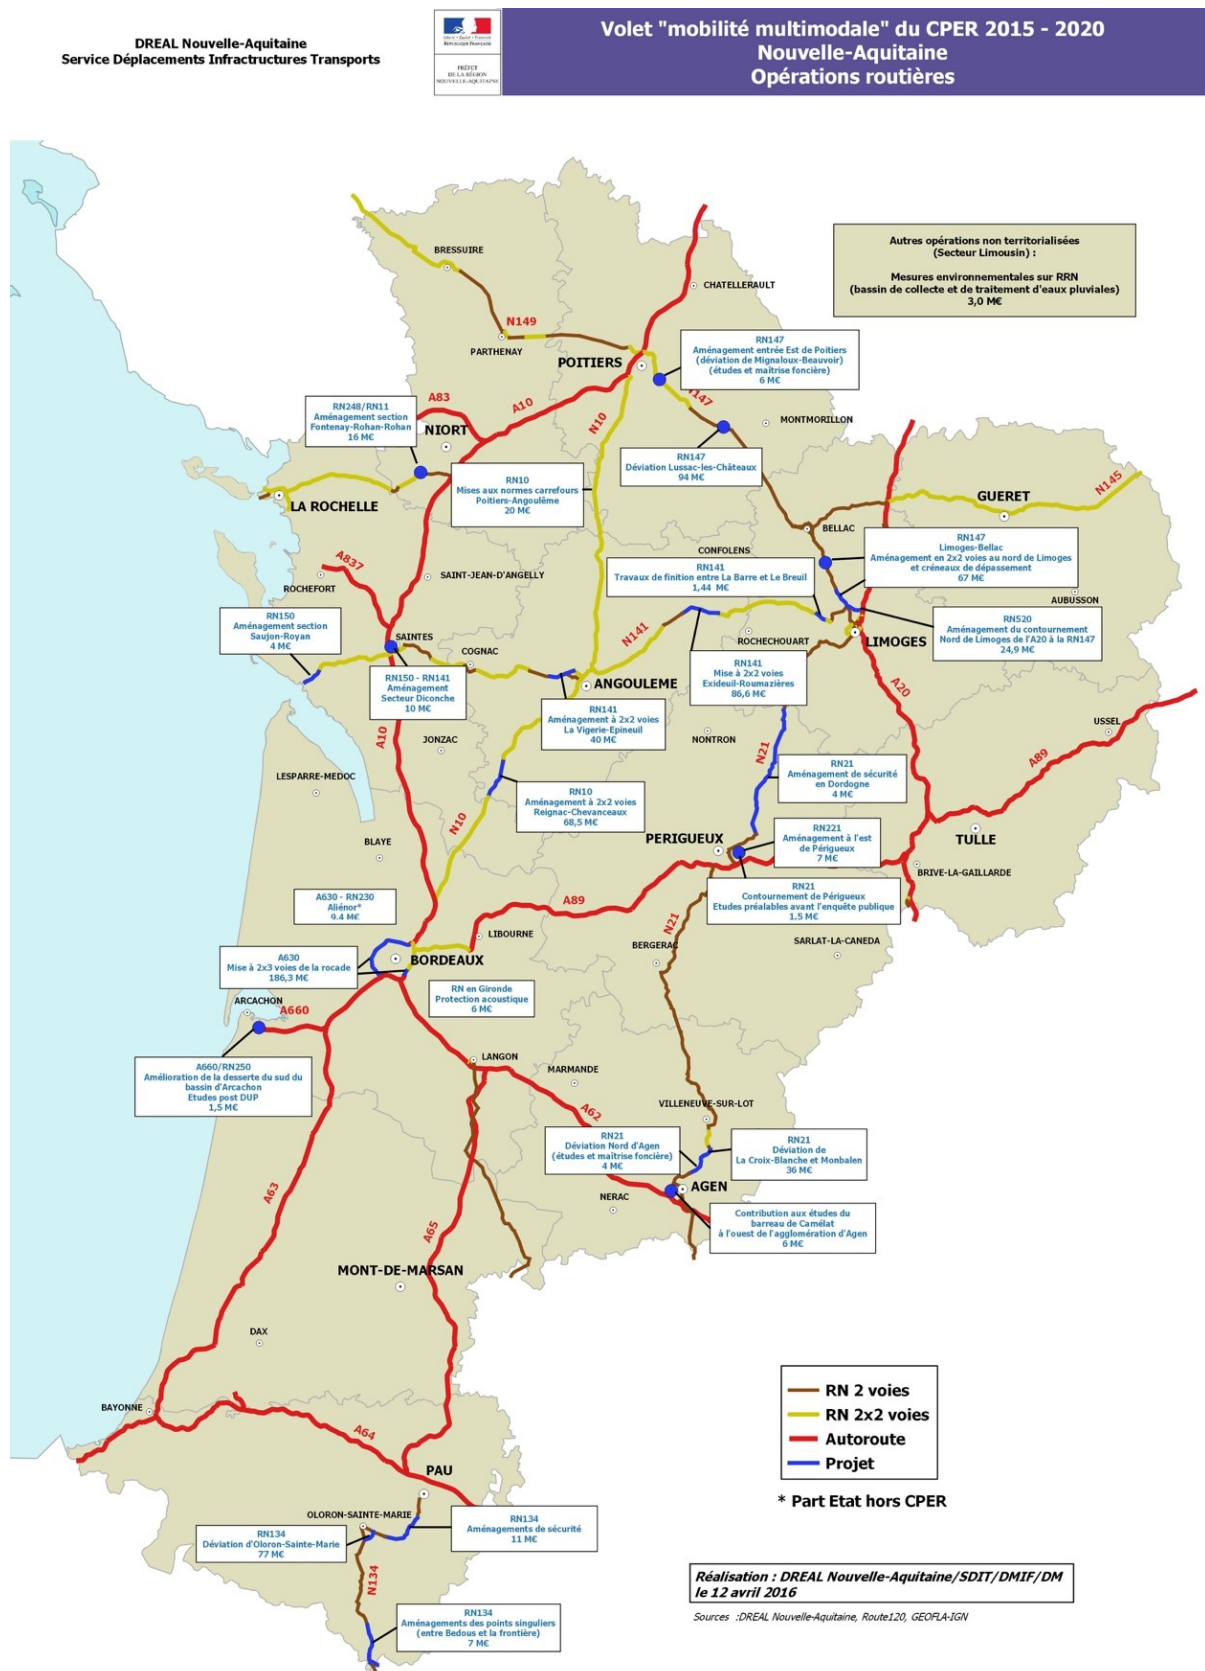 DREAL Nouvelle-Aquitaine
Service Déplacements Infractructures Transports
Liberté • Égalité • Fraternité
RÉPUBLIQUE FRANÇAISE
PRÉFET
DE LA RÉGION
NOUVELLE-AQUITAINE
Volet "mobilité multimodale" du CPER 2015 - 2020
Nouvelle-Aquitaine
Opérations routières
Autres opérations non territorialisées
(Secteur Limousin) :
Mesures environnementales sur RRN
(bassin de collecte et de traitement d'eaux pluviales)
3,0 M€
BRESSUIRE
CHATELLERAULT
N149
PARTHENAY
POITIERS
RN147
Aménagement entrée Est de Poitiers
(déviation de Mignaloux-Beauvoir)
(études et maîtrise foncière)
6 M€
N147
A83
A10
N10
MONTMORILLON
RN248/RN11
Aménagement section
Fontenay-Rohan-Rohan
16 M€
NIORT
RN147
Déviation Lussac-les-Châteaux
94 M€
RN10
Mises aux normes carrefours
Poitiers-Angoulême
20 M€
LA ROCHELLE
GUERET
N145
BELLAC
CONFOLENS
RN147
Limoges-Bellac
Aménagement en 2x2 voies au nord de Limoges
et créneaux de dépassement
67 M€
RN141
Travaux de finition entre La Barre et Le Breuil
1,44 M€
A837
ROCHEFORT
SAINT-JEAN-D'ANGELLY
AUBUSSON
RN150
Aménagement section
Saujon-Royan
4 M€
SAINTES
COGNAC
N141
ROCHECHOUART
LIMOGES
RN520
Aménagement du contournement
Nord de Limoges de l'A20 à la RN147
24,9 M€
RN150 - RN141
Aménagement
Secteur Diconche
10 M€
ANGOULEME
RN141
Mise à 2x2 voies
Exideuil-Roumazières
86,6 M€
A20
RN141
Aménagement à 2x2 voies
La Vigerie-Epineuil
40 M€
A10
JONZAC
NONTRON
N21
USSEL
A89
LESPARRE-MEDOC
RN21
Aménagement de sécurité
en Dordogne
4 M€
RN10
Aménagement à 2x2 voies
Reignac-Chevanceaux
68,5 M€
N10
BLAYE
PERIGUEUX
RN221
Aménagement à l'est
de Périgueux
7 M€
TULLE
BRIVE-LA-GAILLARDE
A630 - RN230
Aliénor*
9.4 M€
A89
RN21
Contournement de Périgueux
Etudes préalables avant l'enquête publique
1.5 M€
N21
LIBOURNE
BERGERAC
SARLAT-LA-CANEDA
A630
Mise à 2x3 voies de la rocade
186,3 M€
BORDEAUX
RN en Gironde
Protection acoustique
6 M€
ARCACHON
A660
A660/RN250
Amélioration de la desserte du sud du
bassin d'Arcachon
Etudes post DUP
1,5 M€
LANGON
MARMANDE
A62
VILLENEUVE-SUR-LOT
RN21
Déviation Nord d'Agen
(études et maîtrise foncière)
4 M€
RN21
Déviation de
La Croix-Blanche et Monbalen
36 M€
AGEN
NERAC
A63
A65
Contribution aux études du
barreau de Camélat
à l'ouest de l'agglomération d'Agen
6 M€
MONT-DE-MARSAN
DAX
BAYONNE
A64
PAU
RN 2 voies
RN 2x2 voies
Autoroute
Projet
* Part Etat hors CPER
OLORON-SAINTE-MARIE
RN134
Déviation d'Oloron-Sainte-Marie
77 M€
RN134
Aménagements de sécurité
11 M€
N134
RN134
Aménagements des points singuliers
(entre Bedous et la frontière)
7 M€
Réalisation : DREAL Nouvelle-Aquitaine/SDIT/DMIF/DM
le 12 avril 2016
Sources :DREAL Nouvelle-Aquitaine, Route120, GEOFLA-IGN